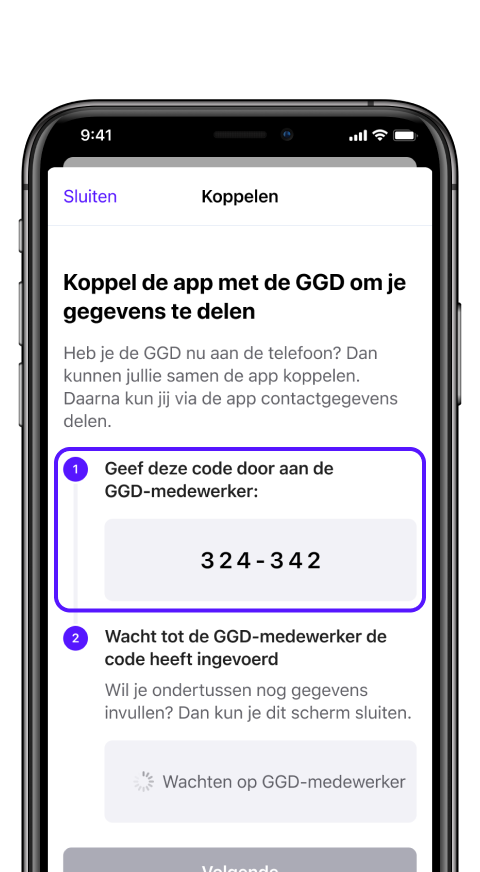 9:41
Sluiten
Koppelen
Koppel de app met de GGD om je
gegevens te delen
Heb je de GGD nu aan de telefoon? Dan
kunnen jullie samen de app koppelen.
Daarna kun jij via de app contactgegevens
delen.
1
Geef deze code door aan de
GGD-medewerker:
324-342
2
Wacht tot de GGD-medewerker de
code heeft ingevoerd
Wil je ondertussen nog gegevens
invullen? Dan kun je dit scherm sluiten.
Wachten op GGD-medewerker
Volgende